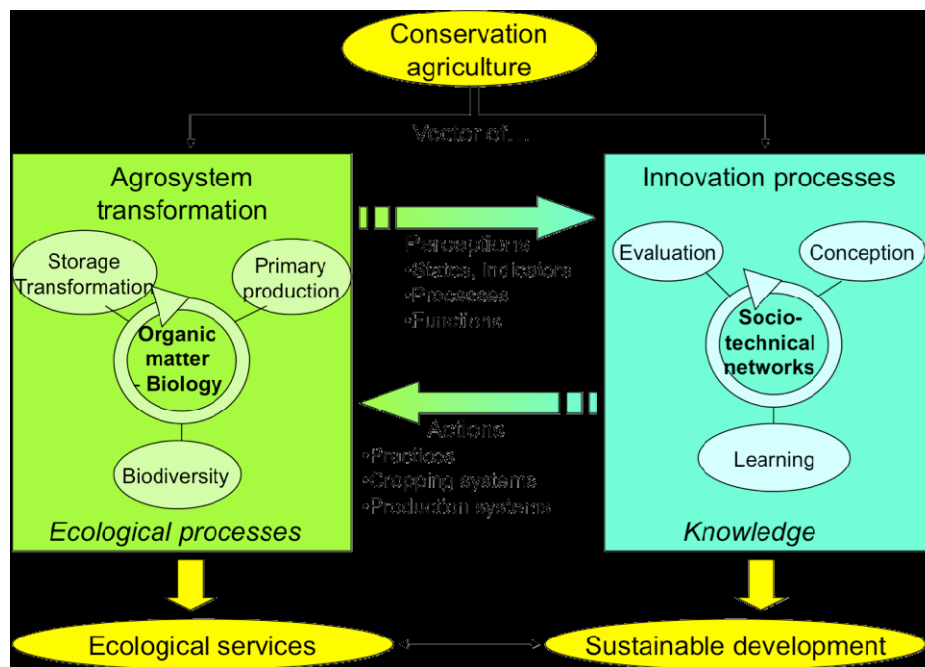 Conservation
agriculture
Vector of...
Agrosystem
transformation
Storage
Transformation
Primary
production
Organic
matter
- Biology
Biodiversity
Ecological processes
Perceptions
•States, indicators
•Processes
•Functions
Actions
•Practices
•Cropping systems
•Production systems
Innovation processes
Evaluation
Conception
Socio-
technical
networks
Learning
Knowledge
Ecological services
Sustainable development